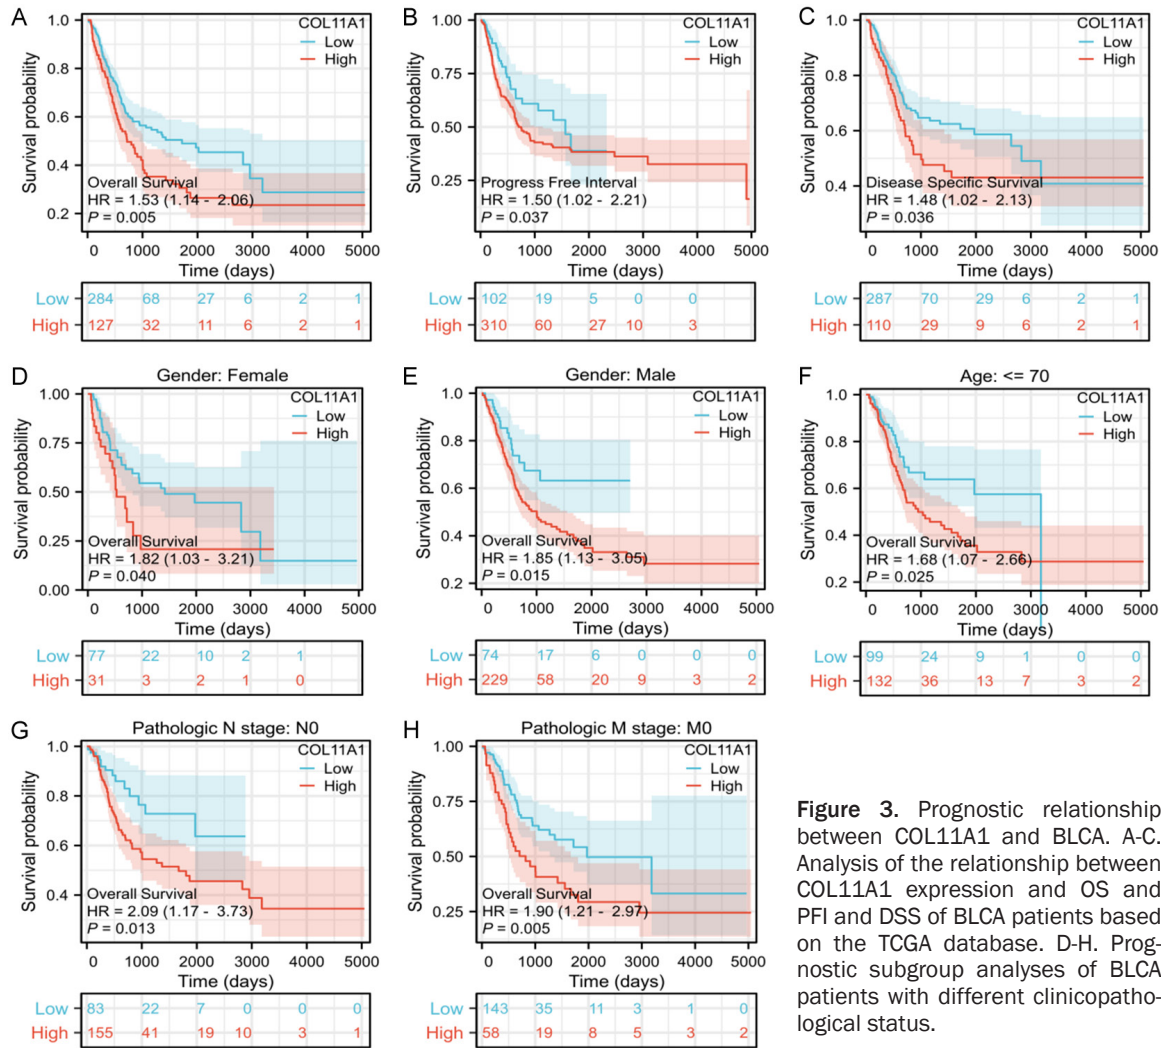 A
COL11A1
Low
High
Survival probability
1.0
0.8
0.6
0.4
0.2
Overall Survival
HR = 1.53 (1.14 - 2.06)
P = 0.005
0 1000 2000 3000 4000 5000
Time (days)
Low 284 68 27 6 2 1
High 127 32 11 6 2 1
B
COL11A1
Low
High
Survival probability
1.00
0.75
0.50
0.25
Progress Free Interval
HR = 1.50 (1.02 - 2.21)
P = 0.037
0 1000 2000 3000 4000 5000
Time (days)
Low 102 19 5 0 0
High 310 60 27 10 3
C
COL11A1
Low
High
Survival probability
1.0
0.8
0.6
0.4
Disease Specific Survival
HR = 1.48 (1.02 - 2.13)
P = 0.036
0 1000 2000 3000 4000 5000
Time (days)
Low 287 70 29 6 2 1
High 110 29 9 6 2 1
D
Gender: Female
COL11A1
Low
High
Survival probability
1.00
0.75
0.50
0.25
0.00
Overall Survival
HR = 1.82 (1.03 - 3.21)
P = 0.040
0 1000 2000 3000 4000 5000
Time (days)
Low 77 22 10 2 1
High 31 3 2 1 0
E
Gender: Male
COL11A1
Low
High
Survival probability
1.0
0.8
0.6
0.4
0.2
Overall Survival
HR = 1.85 (1.13 - 3.05)
P = 0.015
0 1000 2000 3000 4000 5000
Time (days)
Low 74 17 6 0 0 0
High 229 58 20 9 3 2
F
Age: <= 70
COL11A1
Low
High
Survival probability
1.0
0.8
0.6
0.4
0.2
Overall Survival
HR = 1.68 (1.07 - 2.66)
P = 0.025
0 1000 2000 3000 4000 5000
Time (days)
Low 99 24 9 1 0 0
High 132 36 13 7 3 2
G
Pathologic N stage: N0
COL11A1
Low
High
Survival probability
1.0
0.8
0.6
0.4
Overall Survival
HR = 2.09 (1.17 - 3.73)
P = 0.013
0 1000 2000 3000 4000 5000
Time (days)
Low 83 22 7 0 0 0
High 155 41 19 10 3 1
H
Pathologic M stage: M0
COL11A1
Low
High
Survival probability
1.00
0.75
0.50
0.25
Overall Survival
HR = 1.90 (1.21 - 2.97)
P = 0.005
0 1000 2000 3000 4000 5000
Time (days)
Low 143 35 11 3 1 0
High 58 19 8 5 3 2
Figure 3. Prognostic relationship
between COL11A1 and BLCA. A-C.
Analysis of the relationship between
COL11A1 expression and OS and
PFI and DSS of BLCA patients based
on the TCGA database. D-H. Prog-
nostic subgroup analyses of BLCA
patients with different clinicopatho-
logical status.